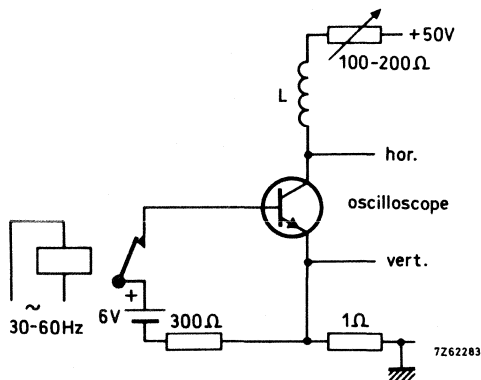 +50V
100-200Ω
L
hor.
oscilloscope
vert.
~
30-60Hz
+
6V
300Ω
1Ω
7Z62283